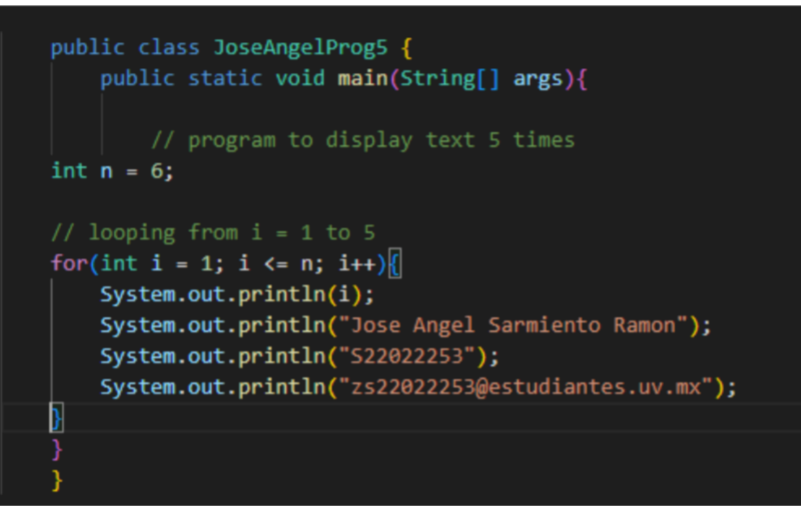 public class JoseAngelProg5 {
public static void main(String[] args){
// program to display text 5 times
int n = 6;
// looping from i = 1 to 5
for(int i = 1; i <= n; i++){
System.out.println(i);
System.out.println("Jose Angel Sarmiento Ramon");
System.out.println("S22022253");
System.out.println("zs22022253@estudiantes.uv.mx");
}
}
}